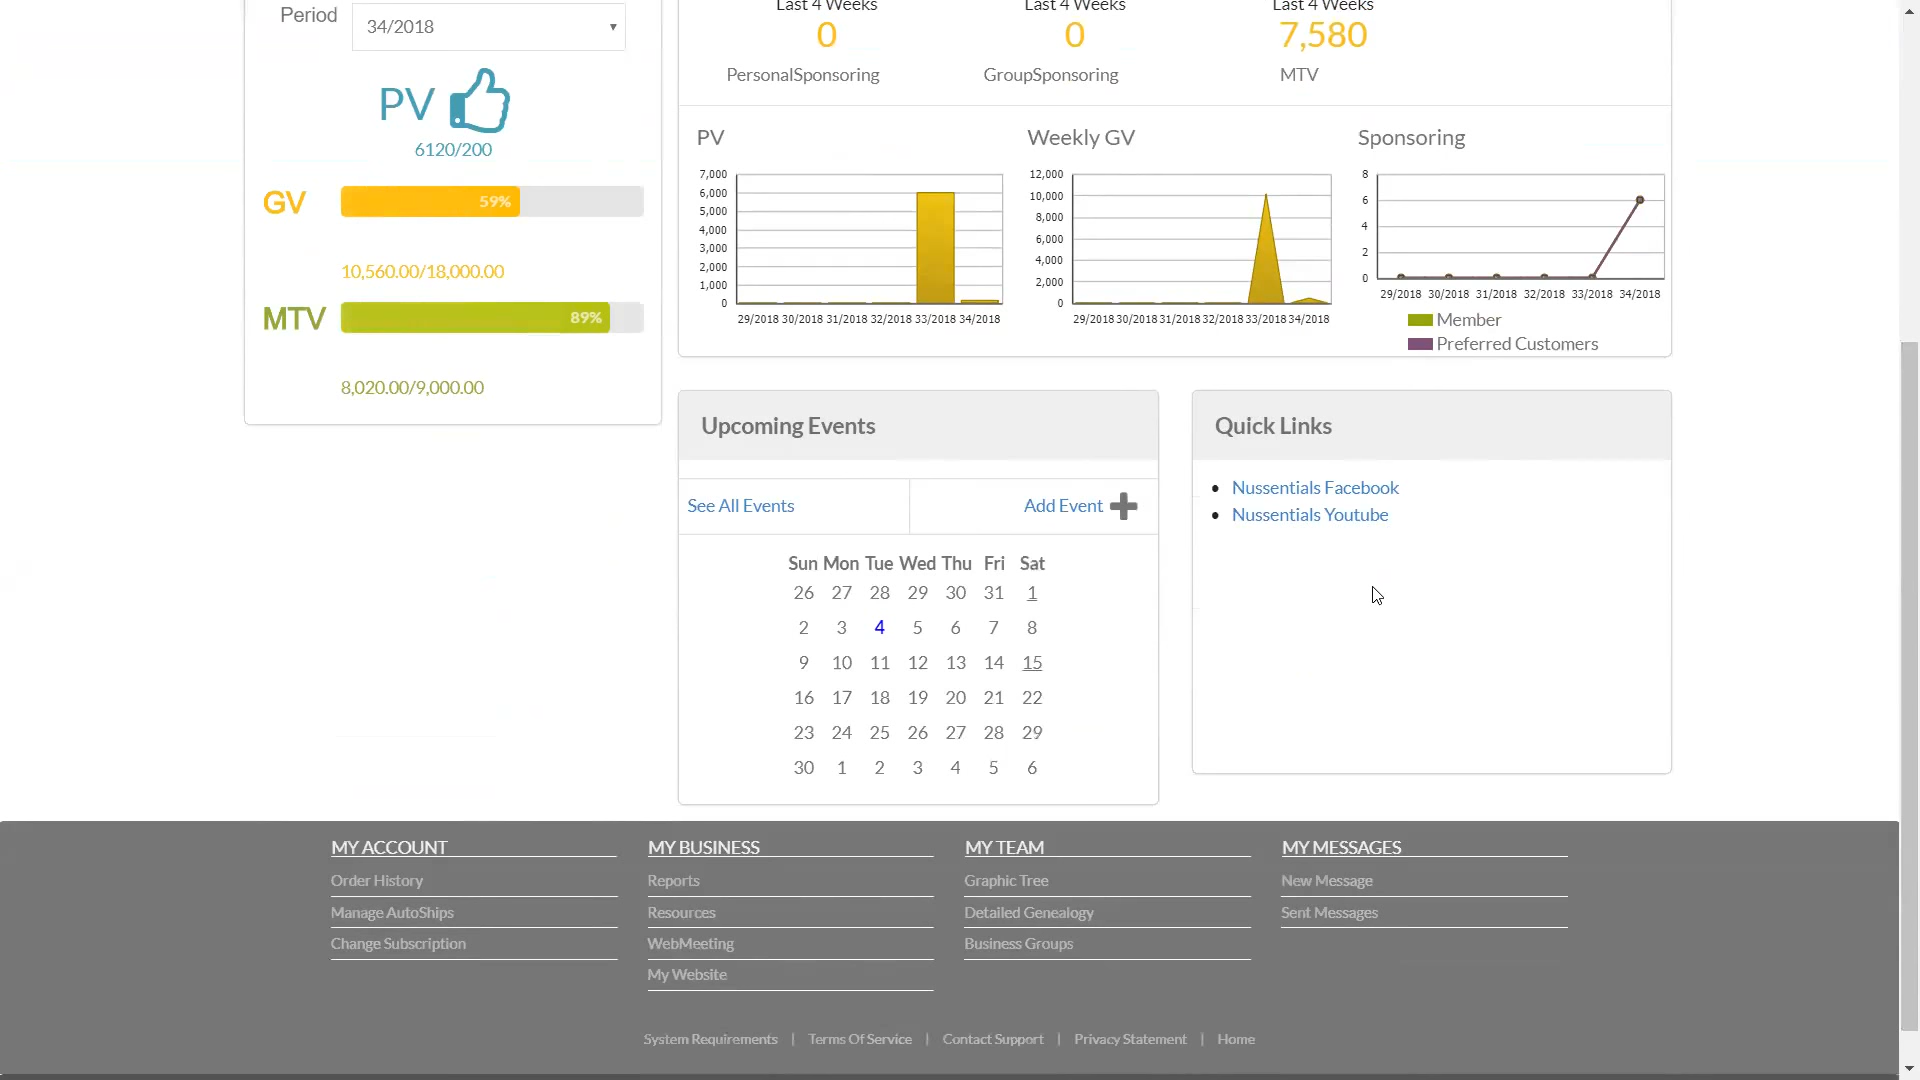 Period
34/2018
PV
6120/200
GV
59%
10,560.00/18,000.00
MTV
89%
8,020.00/9,000.00
Last 4 Weeks Last 4 Weeks Last 4 Weeks
0 0 7,580
PersonalSponsoring GroupSponsoring MTV
PV
7,000
6,000
5,000
4,000
3,000
2,000
1,000
0
29/2018 30/2018 31/2018 32/2018 33/2018 34/2018
Weekly GV
12,000
10,000
8,000
6,000
4,000
2,000
0
29/2018 30/2018 31/2018 32/2018 33/2018 34/2018
Sponsoring
8
6
4
2
0
29/2018 30/2018 31/2018 32/2018 33/2018 34/2018
Member
Preferred Customers
Upcoming Events
See All Events Add Event
Sun Mon Tue Wed Thu Fri Sat
26 27 28 29 30 31 1
2 3 4 5 6 7 8
9 10 11 12 13 14 15
16 17 18 19 20 21 22
23 24 25 26 27 28 29
30 1 2 3 4 5 6
Quick Links
Nussentials Facebook
Nussentials Youtube
MY ACCOUNT
Order History
Manage AutoShips
Change Subscription
MY BUSINESS
Reports
Resources
WebMeeting
My Website
MY TEAM
Graphic Tree
Detailed Genealogy
Business Groups
MY MESSAGES
New Message
Sent Messages
System Requirements | Terms Of Service | Contact Support | Privacy Statement | Home